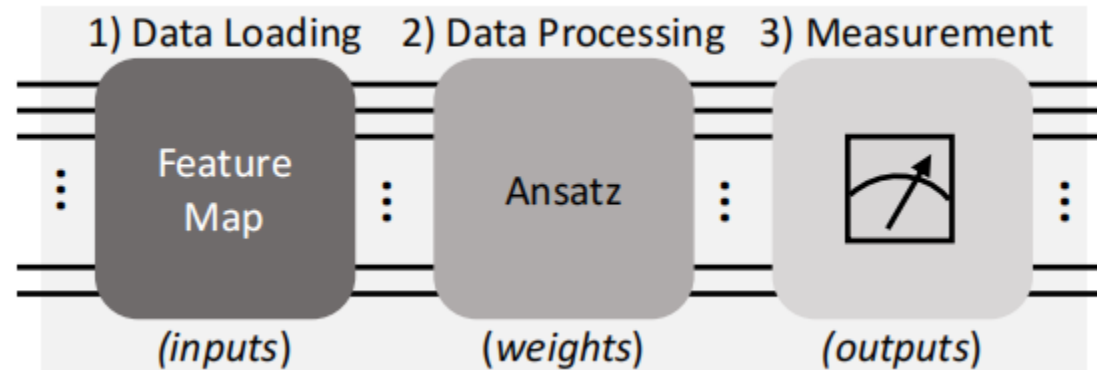 1) Data Loading 2) Data Processing 3) Measurement
Feature
Map
Ansatz
(inputs) (weights) (outputs)